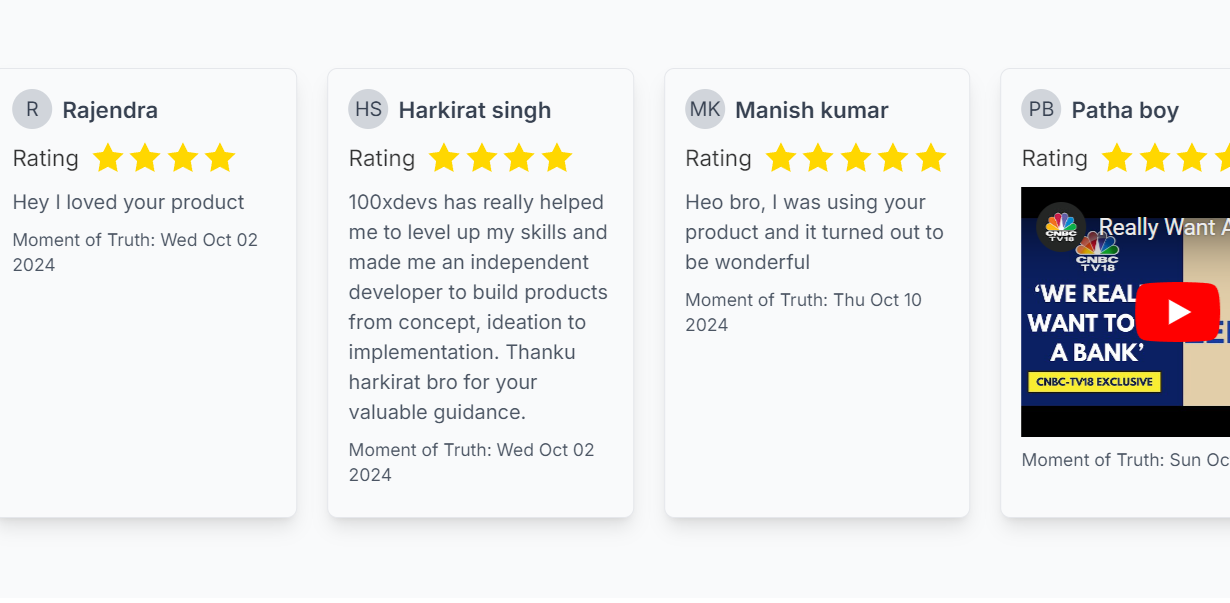 R Rajendra
Rating
Hey I loved your product
Moment of Truth: Wed Oct 02
2024
HS Harkirat singh
Rating
100xdevs has really helped
me to level up my skills and
made me an independent
developer to build products
from concept, ideation to
implementation. Thanku
harkirat bro for your
valuable guidance.
Moment of Truth: Wed Oct 02
2024
MK Manish kumar
Rating
Heo bro, I was using your
product and it turned out to
be wonderful
Moment of Truth: Thu Oct 10
2024
PB Patha boy
Rating
CNBC
TV18
Really Want A
CNBC
TV18
‘WE REAL
WANT TO
A BANK’
CNBC-TV18 EXCLUSIVE
Moment of Truth: Sun Oc